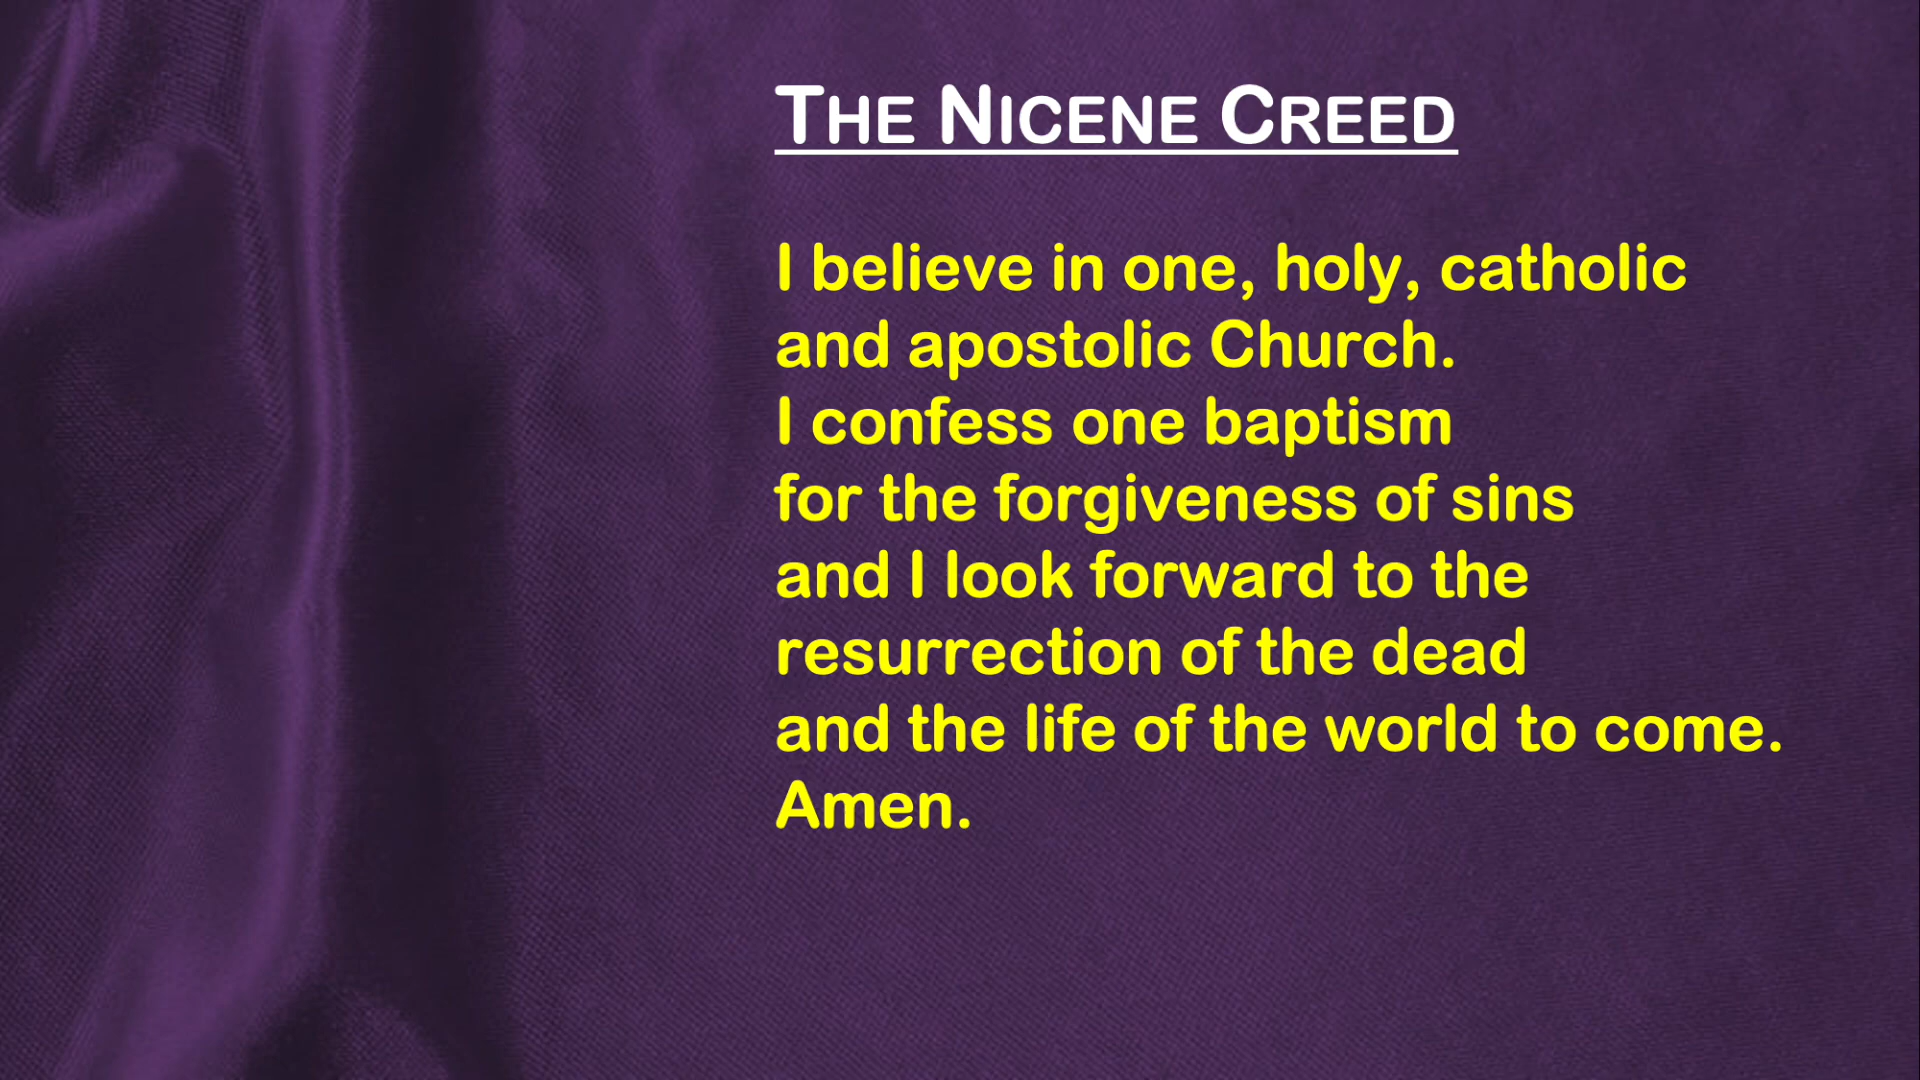 THE NICENE CREED
I believe in one, holy, catholic
and apostolic Church.
I confess one baptism
for the forgiveness of sins
and I look forward to the
resurrection of the dead
and the life of the world to come.
Amen.